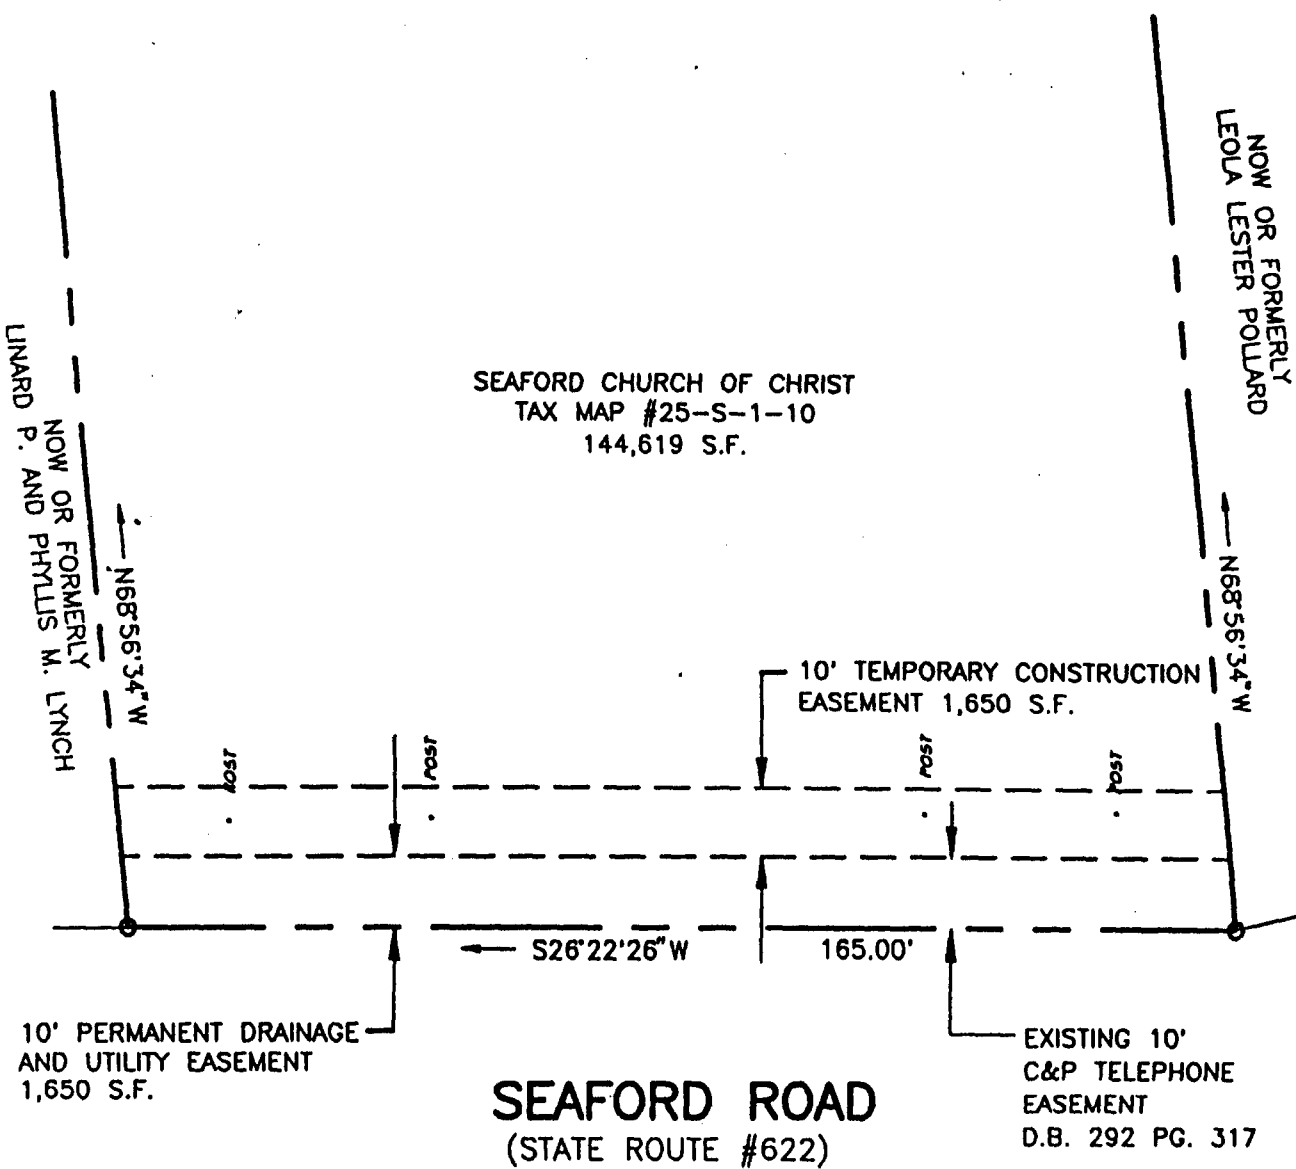 NOW OR FORMERLY
LEOLA LESTER POLLARD
SEAFORD CHURCH OF CHRIST
TAX MAP #25-S-1-10
144,619 S.F.
NOW OR FORMERLY
LINARD P. AND PHYLLIS M. LYNCH
N68°56'34"W
N68°56'34"W
10' TEMPORARY CONSTRUCTION
EASEMENT 1,650 S.F.
POST
POST
POST
POST
S26°22'26"W
165.00'
10' PERMANENT DRAINAGE
AND UTILITY EASEMENT
1,650 S.F.
EXISTING 10'
C&P TELEPHONE
EASEMENT
D.B. 292 PG. 317
SEAFORD ROAD
(STATE ROUTE #622)